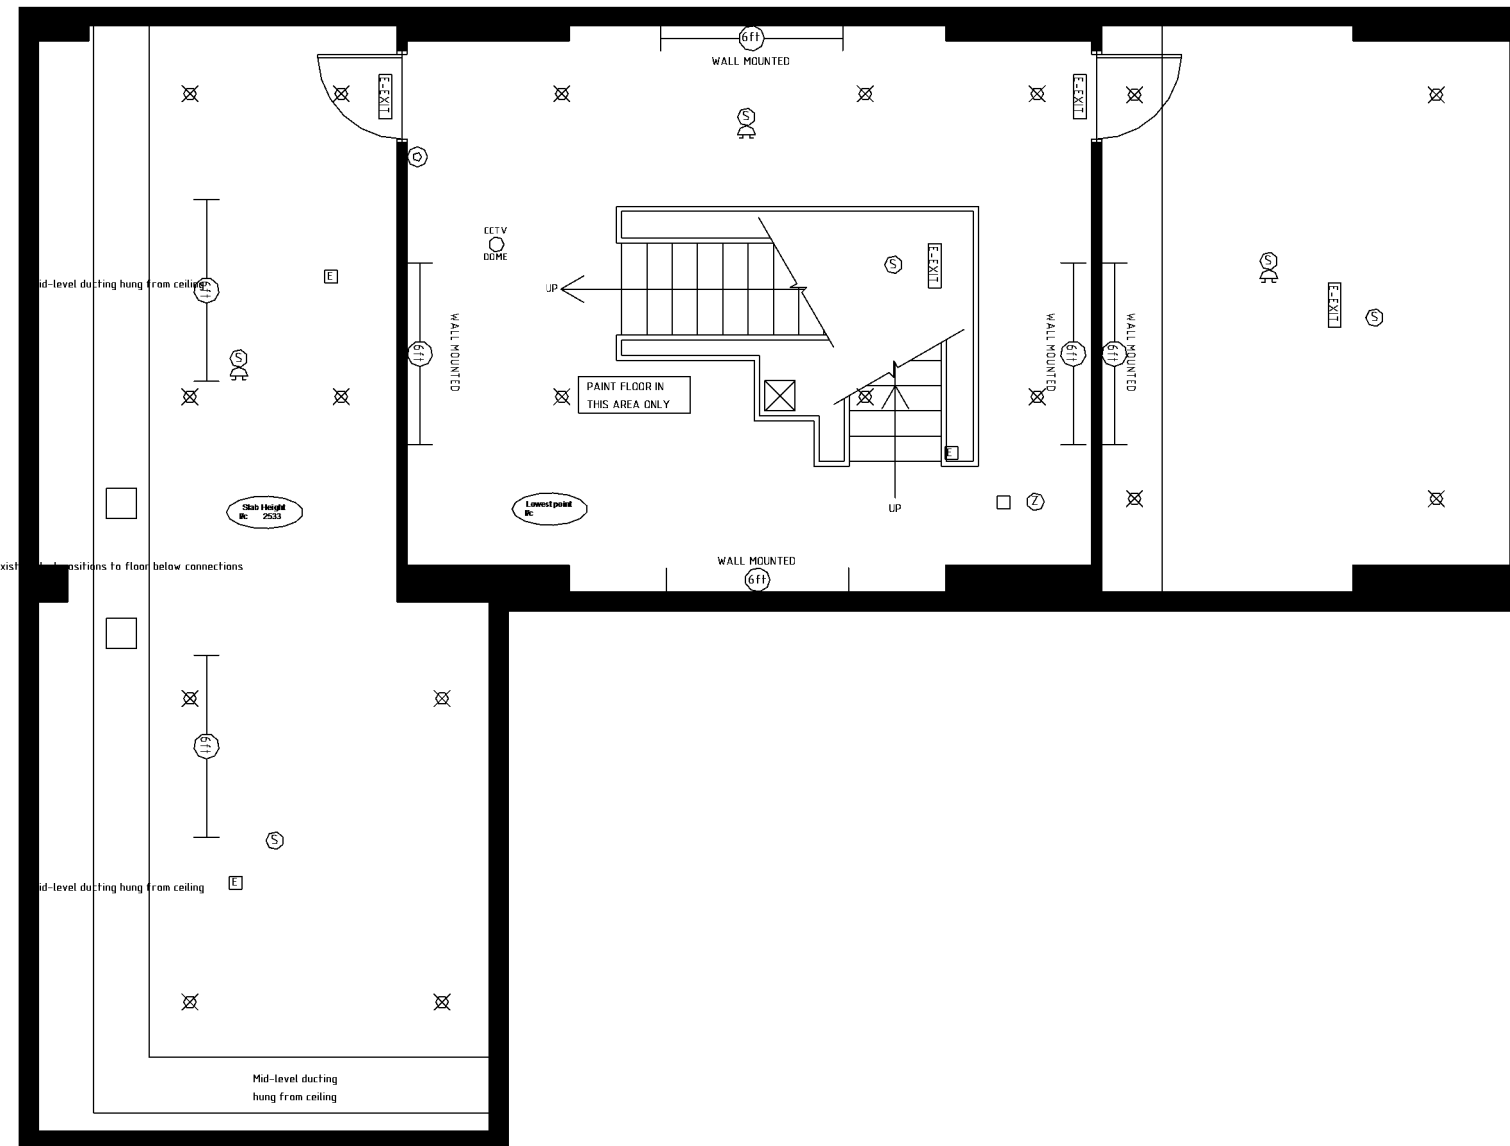 6ft
WALL MOUNTED
E-EXIT
E-EXIT
S
CCTV
DOME
S
E-EXIT
S
E-EXIT
S
id-level ducting hung from ceiling
6ft
E
UP
WALL MOUNTED
6ft
WALL MOUNTED
6ft
6ft
WALL MOUNTED
S
PAINT FLOOR IN
THIS AREA ONLY
E
Slab Height
2533
Lowest point
Z
UP
WALL MOUNTED
6ft
xist
ositions to floor below connections
6ft
S
E
id-level ducting hung from ceiling
Mid-level ducting
hung from ceiling